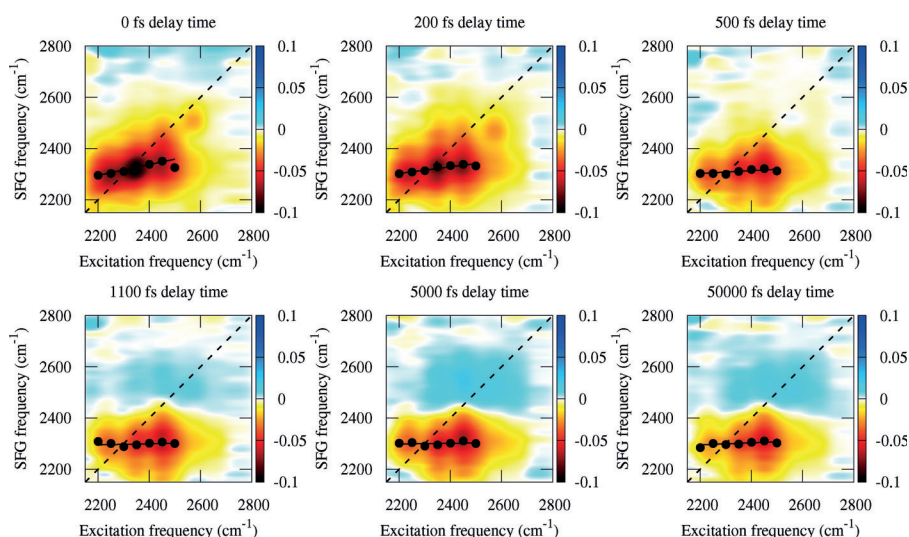 0 fs delay time
200 fs delay time
500 fs delay time
SFG frequency (cm⁻¹)
2800
2600
2400
2200
2200 2400 2600 2800
Excitation frequency (cm⁻¹)
0.1
0.05
0
-0.05
-0.1
SFG frequency (cm⁻¹)
2800
2600
2400
2200
2200 2400 2600 2800
Excitation frequency (cm⁻¹)
0.1
0.05
0
-0.05
-0.1
SFG frequency (cm⁻¹)
2800
2600
2400
2200
2200 2400 2600 2800
Excitation frequency (cm⁻¹)
0.1
0.05
0
-0.05
-0.1
1100 fs delay time
5000 fs delay time
50000 fs delay time
SFG frequency (cm⁻¹)
2800
2600
2400
2200
2200 2400 2600 2800
Excitation frequency (cm⁻¹)
0.1
0.05
0
-0.05
-0.1
SFG frequency (cm⁻¹)
2800
2600
2400
2200
2200 2400 2600 2800
Excitation frequency (cm⁻¹)
0.1
0.05
0
-0.05
-0.1
SFG frequency (cm⁻¹)
2800
2600
2400
2200
2200 2400 2600 2800
Excitation frequency (cm⁻¹)
0.1
0.05
0
-0.05
-0.1